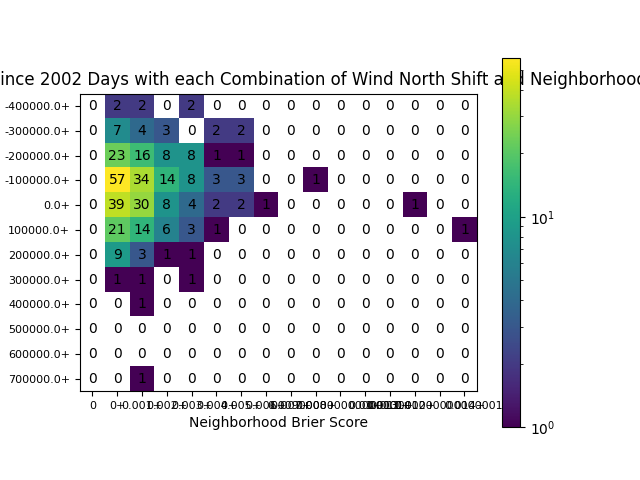 ince 2002 Days with each Combination of Wind North Shift and Neighborhood
-400000.0+ 0 2 2 0 2 0 0 0 0 0 0 0 0 0 0 0
-300000.0+ 0 7 4 3 0 2 2 0 0 0 0 0 0 0 0 0
-200000.0+ 0 23 16 8 8 1 1 0 0 0 0 0 0 0 0 0
-100000.0+ 0 57 34 14 8 3 3 0 0 1 0 0 0 0 0 0
0.0+ 0 39 30 8 4 2 2 1 0 0 0 0 0 1 0 0
100000.0+ 0 21 14 6 3 1 0 0 0 0 0 0 0 0 0 1
200000.0+ 0 9 3 1 1 0 0 0 0 0 0 0 0 0 0 0
300000.0+ 0 1 1 0 1 0 0 0 0 0 0 0 0 0 0 0
400000.0+ 0 0 1 0 0 0 0 0 0 0 0 0 0 0 0 0
500000.0+ 0 0 0 0 0 0 0 0 0 0 0 0 0 0 0 0
600000.0+ 0 0 0 0 0 0 0 0 0 0 0 0 0 0 0 0
700000.0+ 0 0 1 0 0 0 0 0 0 0 0 0 0 0 0 0
0 0+ 0.001+ 0.002+ 0.003+
Neighborhood Brier Score
10¹
10⁰